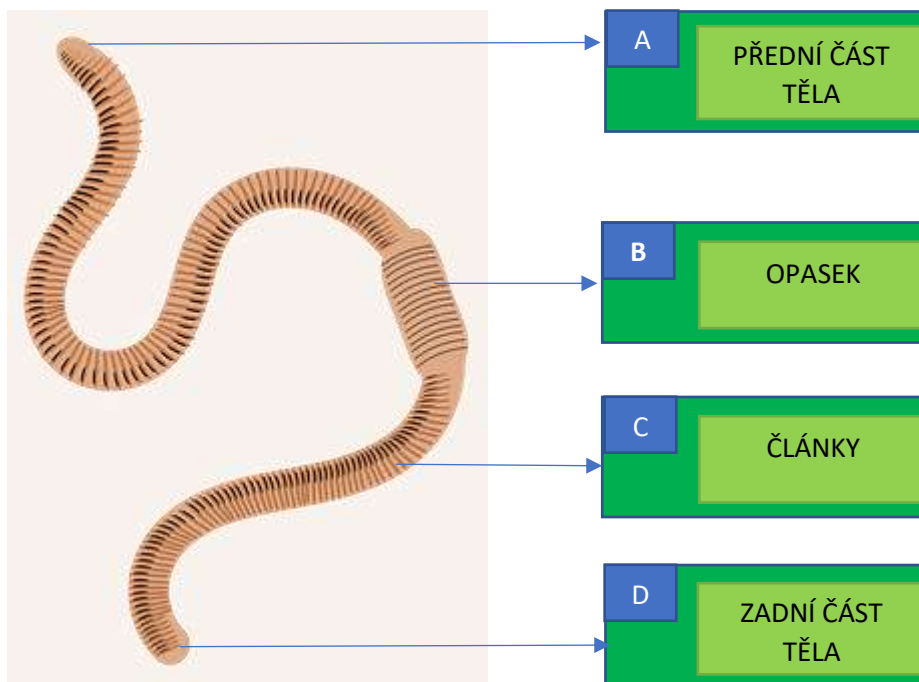 A
PŘEDNÍ ČÁST
TĚLA
B
OPASEK
C
ČLÁNKY
D
ZADNÍ ČÁST
TĚLA